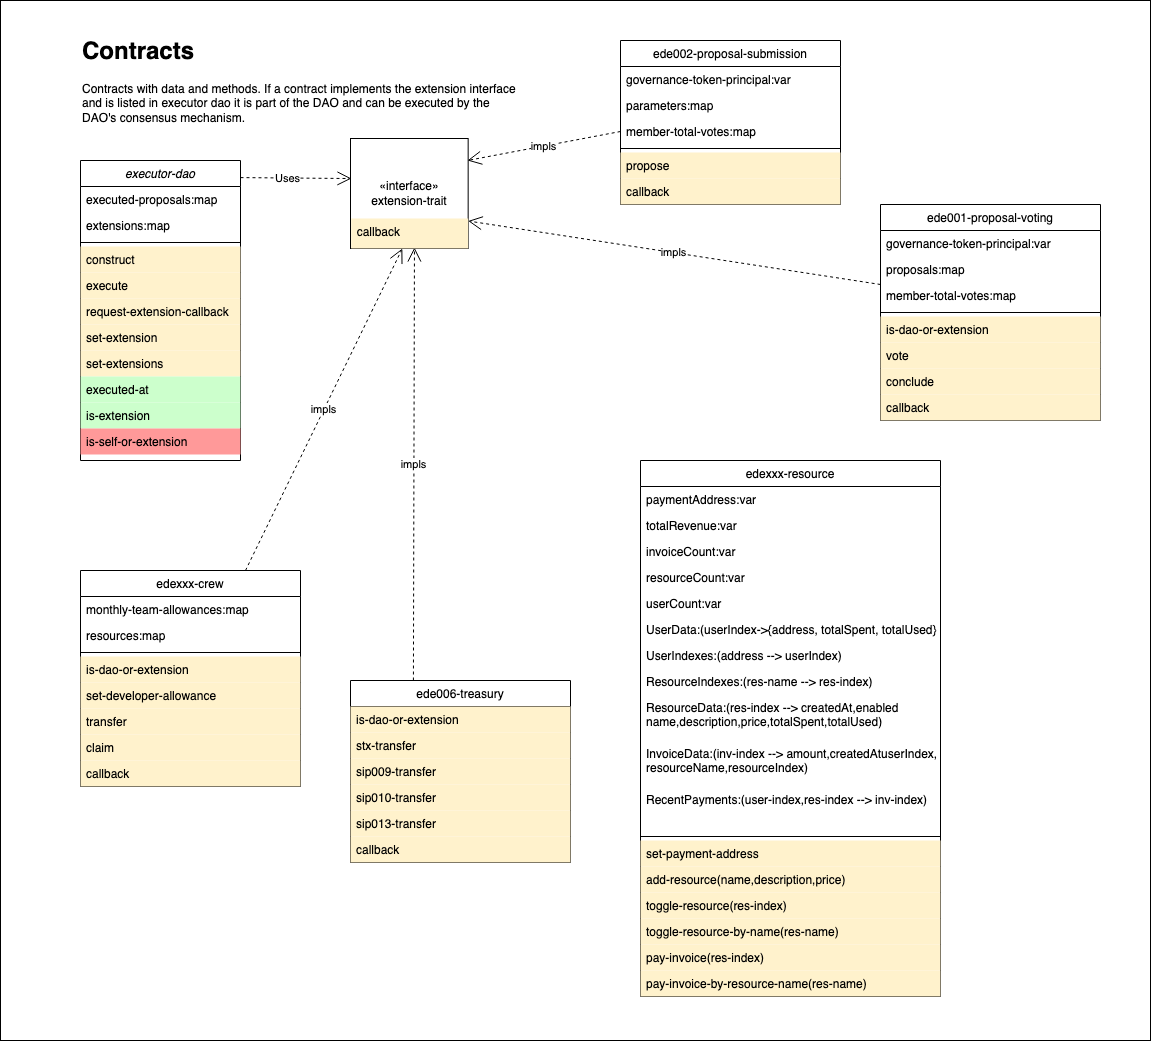 Contracts
Contracts with data and methods. If a contract implements the extension interface
and is listed in executor dao it is part of the DAO and can be executed by the
DAO's consensus mechanism.
executor-dao
executed-proposals:map
extensions:map
construct
execute
request-extension-callback
set-extension
set-extensions
executed-at
is-extension
is-self-or-extension
Uses
«interface»
extension-trait
callback
impls
ede002-proposal-submission
governance-token-principal:var
parameters:map
member-total-votes:map
propose
callback
impls
ede001-proposal-voting
governance-token-principal:var
proposals:map
member-total-votes:map
is-dao-or-extension
vote
conclude
callback
impls
impls
edexxx-crew
monthly-team-allowances:map
resources:map
is-dao-or-extension
set-developer-allowance
transfer
claim
callback
ede006-treasury
is-dao-or-extension
stx-transfer
sip009-transfer
sip010-transfer
sip013-transfer
callback
edexxx-resource
paymentAddress:var
totalRevenue:var
invoiceCount:var
resourceCount:var
userCount:var
UserData:(userIndex->{address, totalSpent, totalUsed}
UserIndexes:(address --> userIndex)
ResourceIndexes:(res-name --> res-index)
ResourceData:(res-index --> createdAt,enabled
name,description,price,totalSpent,totalUsed)
InvoiceData:(inv-index --> amount,createdAtuserIndex,
resourceName,resourceIndex)
RecentPayments:(user-index,res-index --> inv-index)
set-payment-address
add-resource(name,description,price)
toggle-resource(res-index)
toggle-resource-by-name(res-name)
pay-invoice(res-index)
pay-invoice-by-resource-name(res-name)